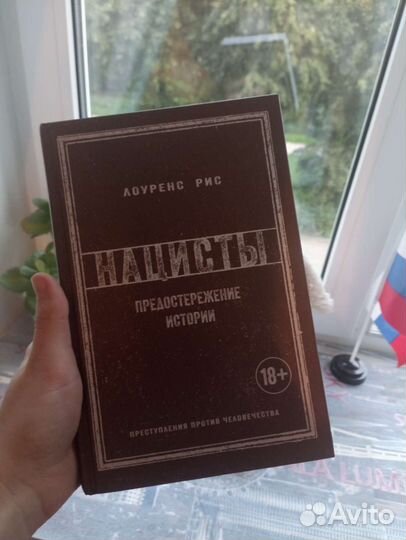 ЛОУРЕНС РИС
НАЦИСТЫ
ПРЕДОСТЕРЕЖЕНИЕ
ИСТОРИИ
18+
ПРЕСТУПЛЕНИЯ ПРОТИВ ЧЕЛОВЕЧЕСТВА
Avito